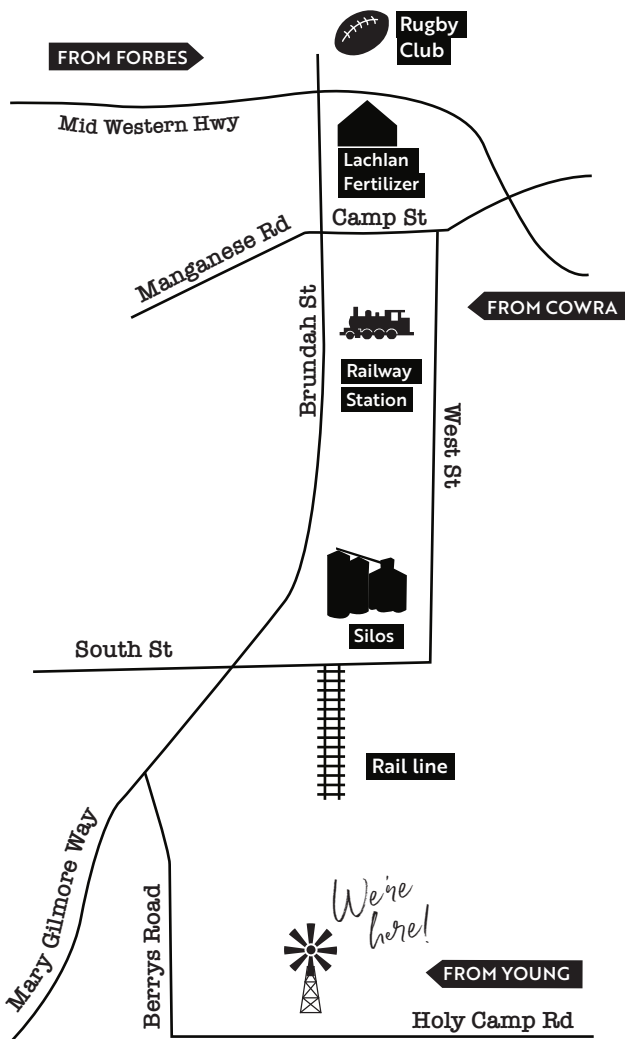 Rugby
Club
FROM FORBES
Mid Western Hwy
Lachlan
Fertilizer
Camp St
Manganese Rd
FROM COWRA
Brundah St
Railway
Station
West St
Silos
South St
Rail line
Mary Gilmore Way
Berrys Road
We're
here!
FROM YOUNG
Holy Camp Rd